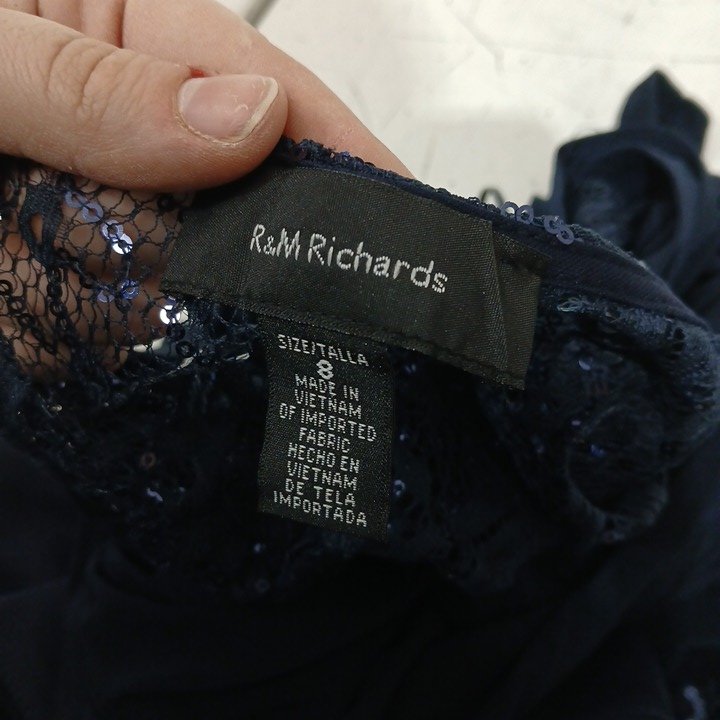 R&M Richards
SIZE/TALLA
8
MADE IN
VIETNAM
OF IMPORTED
FABRIC
HECHO EN
VIETNAM
DE TELA
IMPORTADA